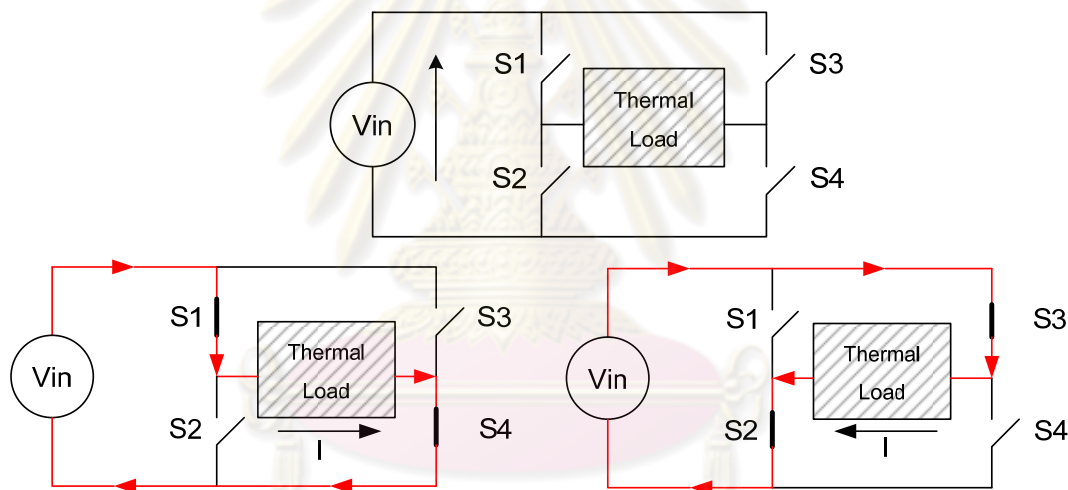 S1
S3
Thermal
Load
Vin
S2
S4
S1
S3
Thermal
Load
Vin
S2
S4
I
S1
S3
Thermal
Load
Vin
S2
S4
I